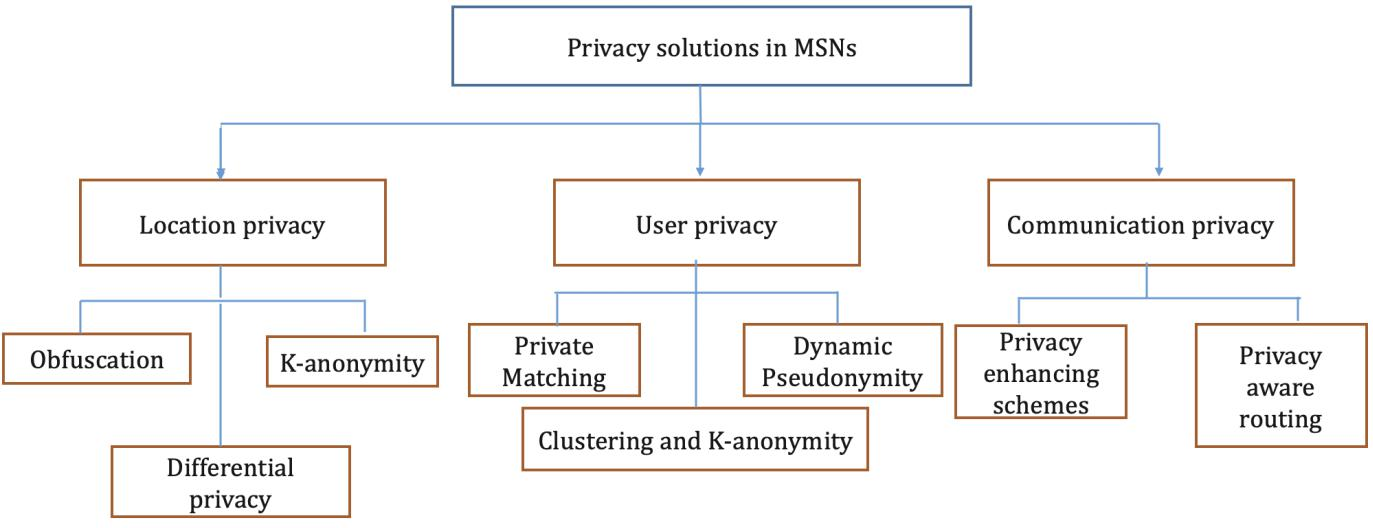 Privacy solutions in MSNs
Location privacy
User privacy
Communication privacy
Obfuscation
K-anonymity
Differential
privacy
Private
Matching
Dynamic
Pseudonymity
Clustering and K-anonymity
Privacy
enhancing
schemes
Privacy
aware
routing